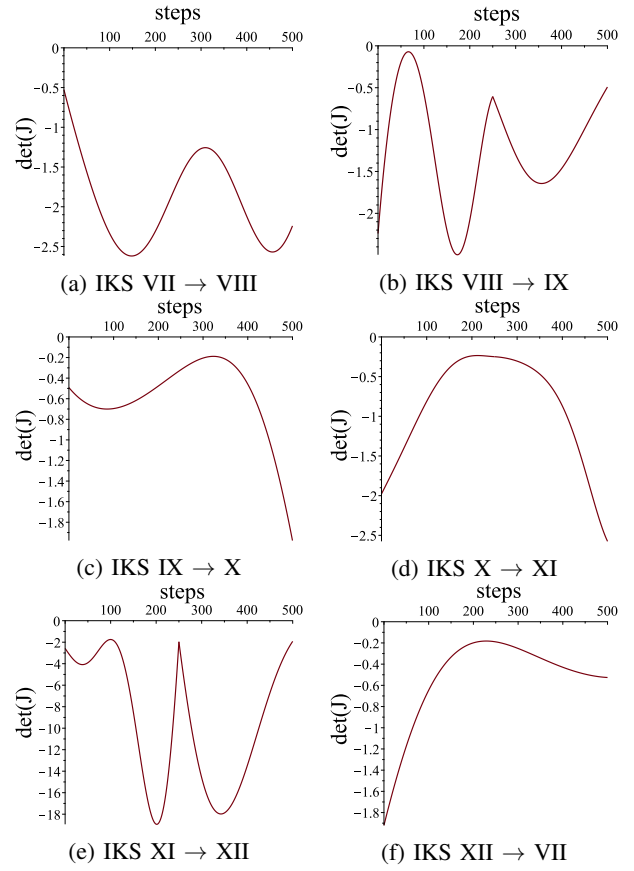 steps
0 100 200 300 400 500
-0.5
-1
-1.5
-2
-2.5
det(J)
(a) IKS VII → VIII
steps
0 100 200 300 400 500
-0.5
-1
-1.5
-2
det(J)
(b) IKS VIII → IX
steps
0 100 200 300 400 500
-0.2
-0.4
-0.6
-0.8
-1
-1.2
-1.4
-1.6
-1.8
det(J)
(c) IKS IX → X
steps
0 100 200 300 400 500
-0.5
-1
-1.5
-2
-2.5
det(J)
(d) IKS X → XI
steps
0 100 200 300 400 500
-2
-4
-6
-8
-10
-12
-14
-16
-18
det(J)
(e) IKS XI → XII
steps
0 100 200 300 400 500
-0.2
-0.4
-0.6
-0.8
-1
-1.2
-1.4
-1.6
-1.8
det(J)
(f) IKS XII → VII